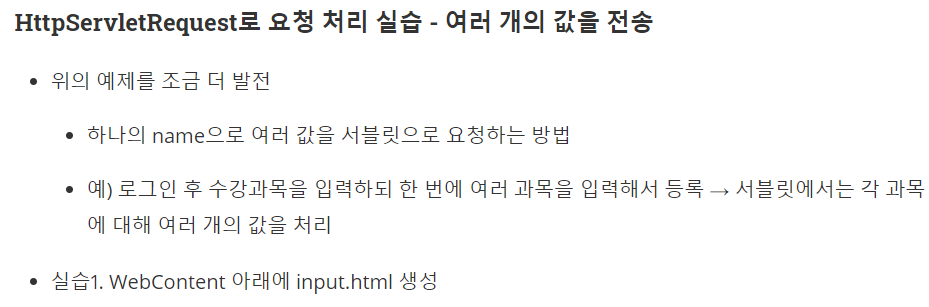 HttpServletRequest로 요청 처리 실습 - 여러 개의 값을 전송
위의 예제를 조금 더 발전
하나의 name으로 여러 값을 서블릿으로 요청하는 방법
예) 로그인 후 수강과목을 입력하되 한 번에 여러 과목을 입력해서 등록 → 서블릿에서는 각 과목
에 대해 여러 개의 값을 처리
실습1. WebContent 아래에 input.html 생성